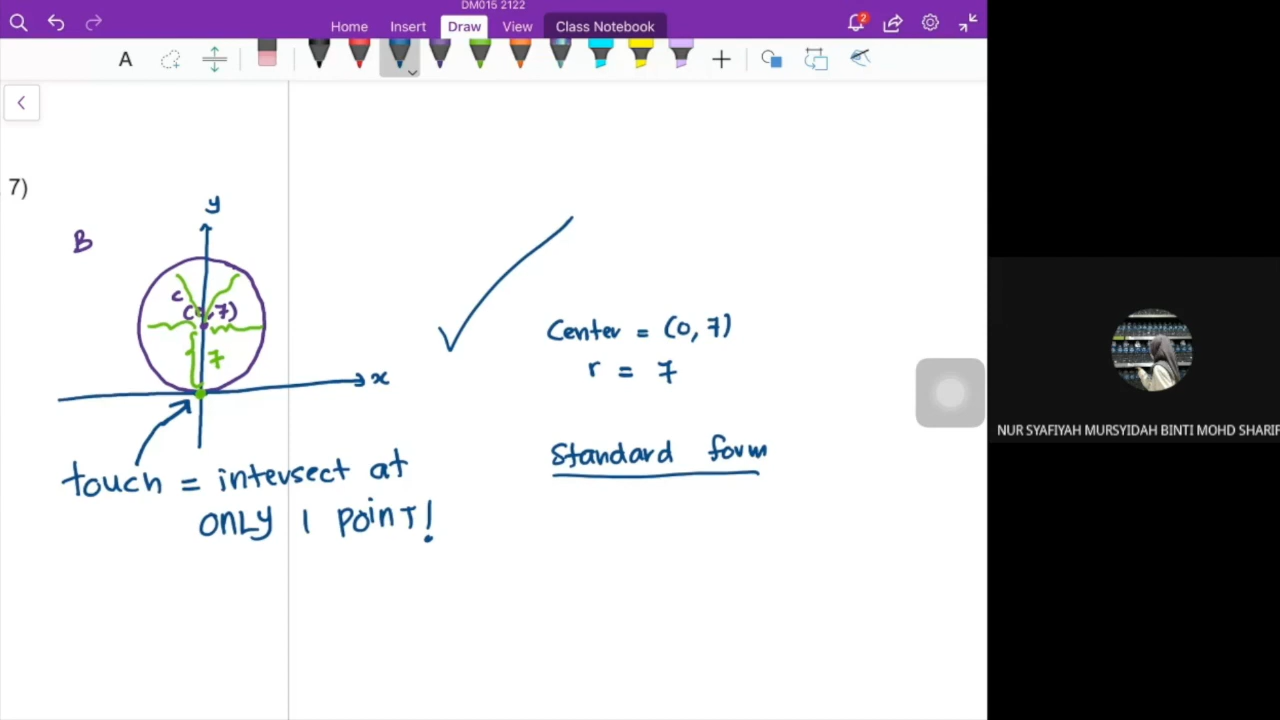 DM015 2122
Home Insert Draw View Class Notebook
2
A
7)
y
B
C
(0,7)
7
x
touch = intersect at
ONLY 1 POINT!
Center = (0, 7)
r = 7
Standard form
NUR SYAFIYAH MURSYIDAH BINTI MOHD SHARIF